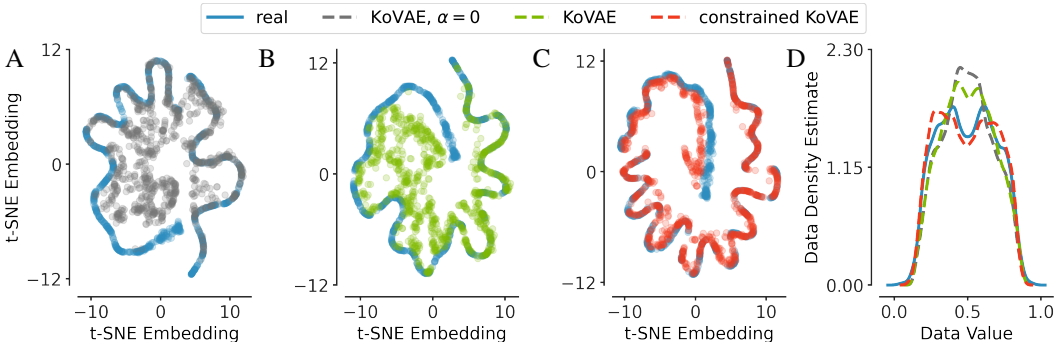 real KoVAE, α = 0 KoVAE constrained KoVAE
A B C D
t-SNE Embedding
12
0
−12
−10 0 10
t-SNE Embedding
12
0
−12
−10 0 10
t-SNE Embedding
12
0
−12
−10 0 10
t-SNE Embedding
Data Density Estimate
2.30
1.15
0.00
0.0 0.5 1.0
Data Value